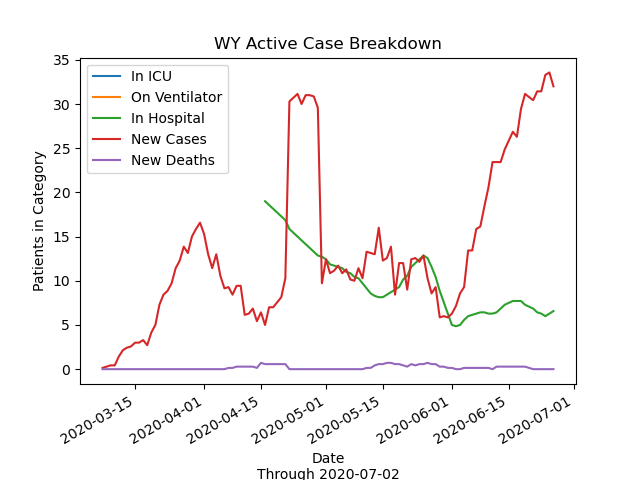 WY Active Case Breakdown
35
30
25
20
15
10
5
0
Patients in Category
In ICU
On Ventilator
In Hospital
New Cases
New Deaths
2020-03-15
2020-04-01
2020-04-15
2020-05-01
2020-05-15
2020-06-01
2020-06-15
2020-07-01
Date
Through 2020-07-02